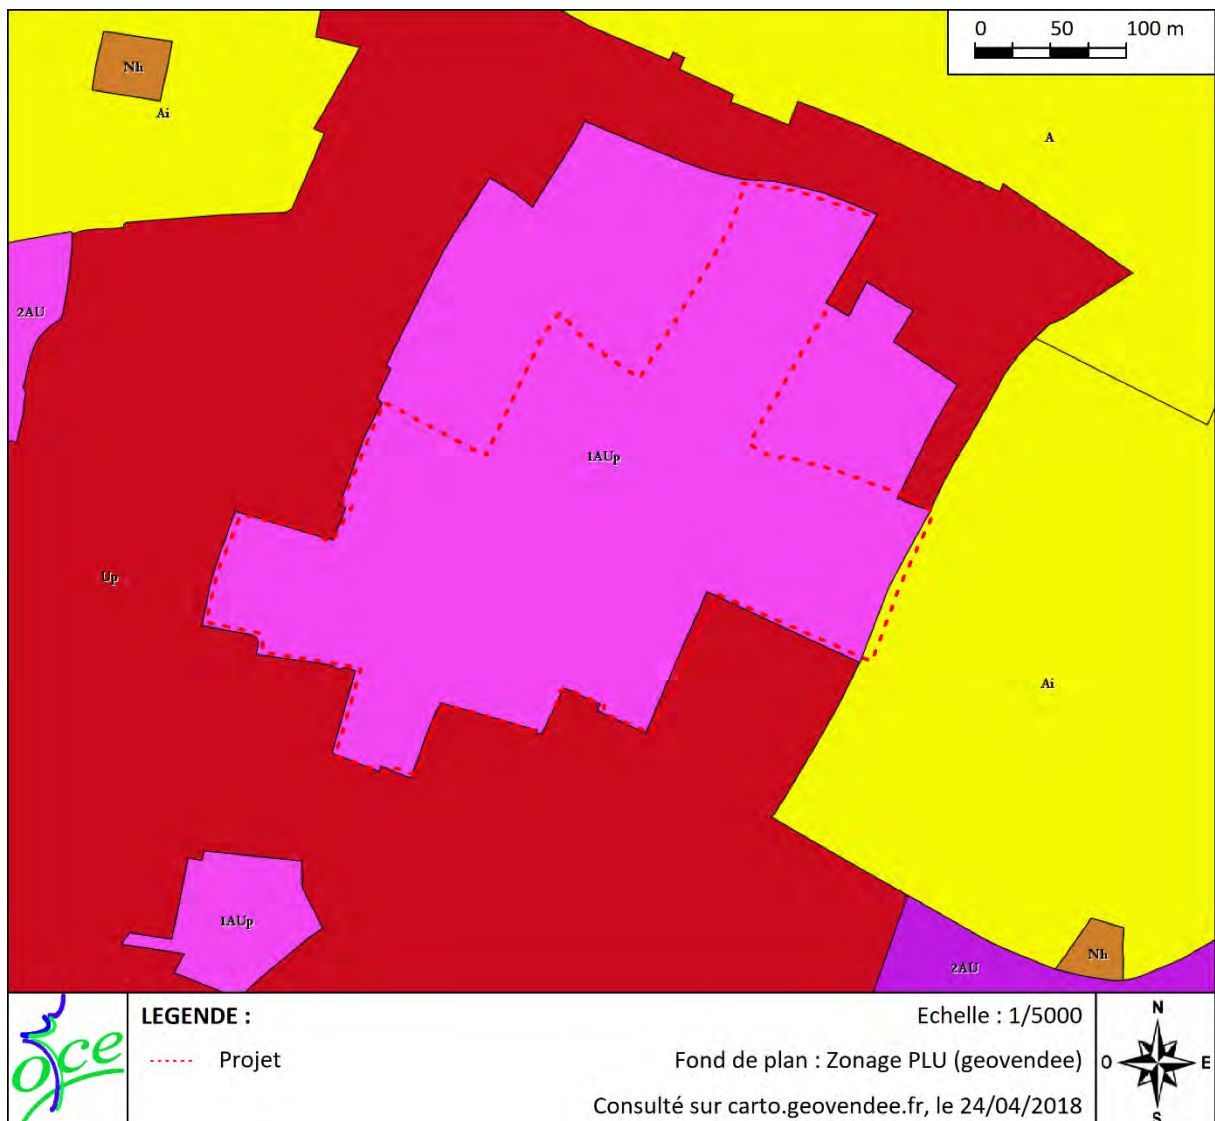 0 50 100 m
Nh
Ai
A
2AU
1AUp
Up
Ai
1AUp
Nh
2AU
oce
LEGENDE :
Projet
Echelle : 1/5000
Fond de plan : Zonage PLU (geovendee)
Consulté sur carto.geovendee.fr, le 24/04/2018
N
O
E
S